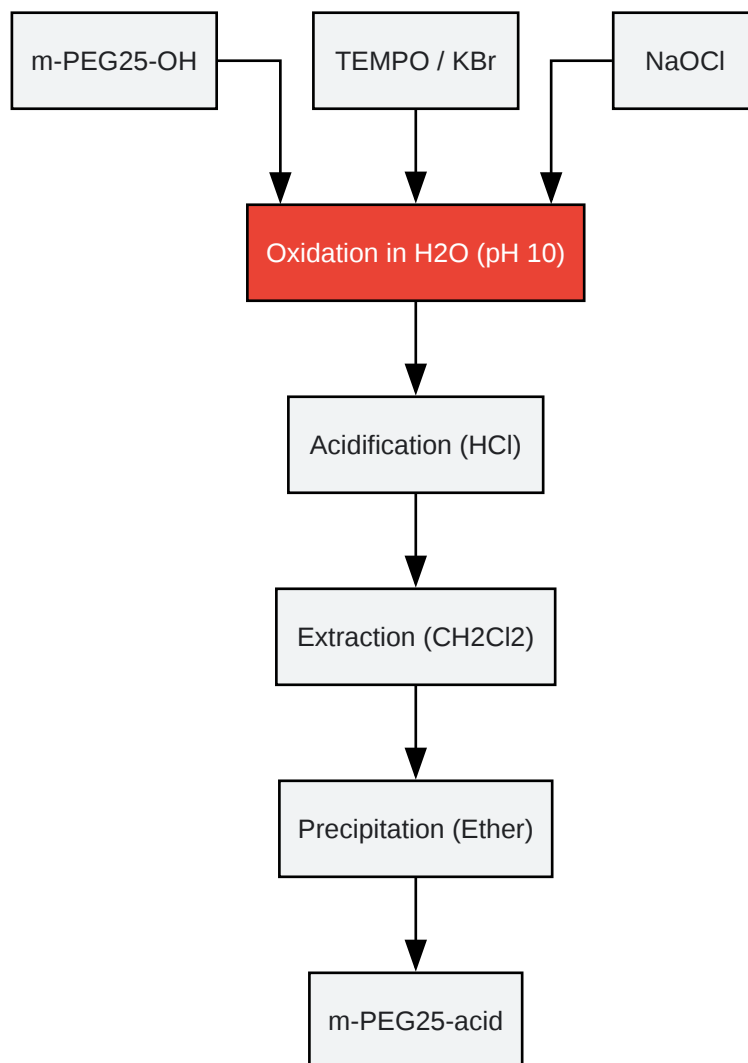 m-PEG25-OH
TEMPO / KBr
NaOCl
Oxidation in H2O (pH 10)
Acidification (HCl)
Extraction (CH2Cl2)
Precipitation (Ether)
m-PEG25-acid